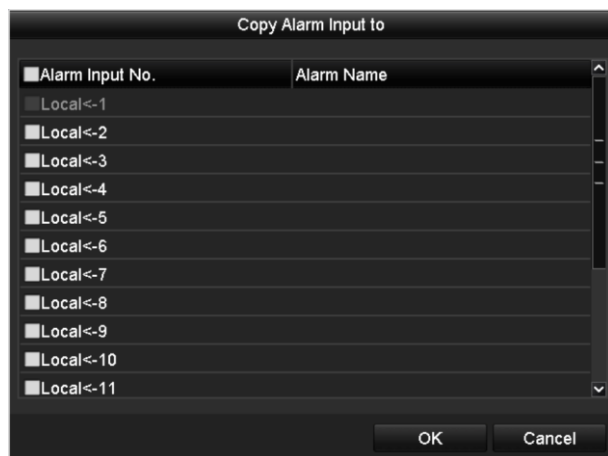 Copy Alarm Input to
Alarm Input No. Alarm Name
Local<-1
Local<-2
Local<-3
Local<-4
Local<-5
Local<-6
Local<-7
Local<-8
Local<-9
Local<-10
Local<-11
OK Cancel